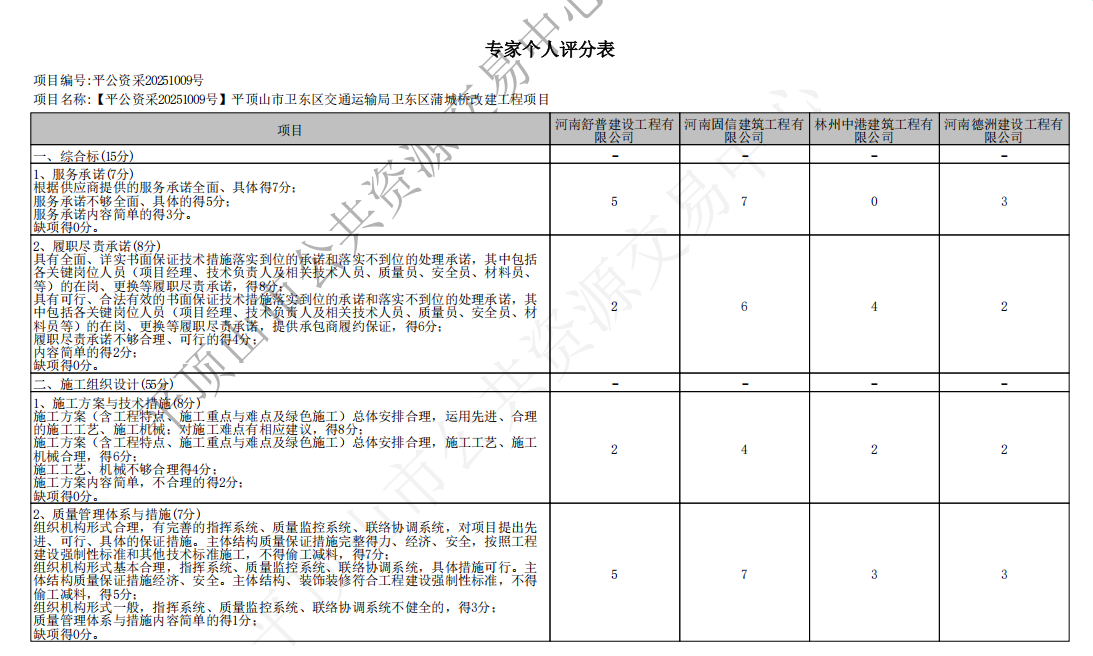 专家个人评分表
项目编号:平公资采20251009号
项目名称:【平公资采20251009号】平顶山市卫东区交通运输局卫东区蒲城桥改建工程项目
项目
河南舒普建设工程有限公司
河南固信建筑工程有限公司
林州中港建筑工程有限公司
河南德洲建设工程有限公司
一、综合标(15分)
- - - -
1、服务承诺(7分)
根据供应商提供的服务承诺全面、具体得7分;
服务承诺不够全面、具体的得5分;
服务承诺内容简单的得3分。
缺项得0分。
5 7 0 3
2、履职尽责承诺(8分)
具有全面、详实书面保证技术措施落实到位的承诺和落实不到位的处理承诺，其中包括
各关键岗位人员（项目经理、技术负责人及相关技术人员、质量员、安全员、材料员、
等）的在岗、更换等履职尽责承诺，得8分;
具有可行、合法有效的书面保证技术措施落实到位的承诺和落实不到位的处理承诺，其
中包括各关键岗位人员（项目经理、技术负责人及相关技术人员、质量员、安全员、材
料员等）的在岗、更换等履职尽责承诺，提供承包商履约保证，得6分;
履职尽责承诺不够合理、可行的得4分;
内容简单的得2分;
缺项得0分。
2 6 4 2
二、施工组织设计(55分)
- - - -
1、施工方案与技术措施(8分)
施工方案（含工程特点、施工重点与难点及绿色施工）总体安排合理，运用先进、合理
的施工工艺、施工机械；对施工难点有相应建议，得8分;
施工方案（含工程特点、施工重点与难点及绿色施工）总体安排合理，施工工艺、施工
机械合理，得6分;
施工工艺、机械不够合理得4分;
施工方案内容简单，不合理的得2分;
缺项得0分。
2 4 2 2
2、质量管理体系与措施(7分)
组织机构形式合理，有完善的指挥系统、质量监控系统、联络协调系统，对项目提出先
进、可行、具体的保证措施。主体结构质量保证措施完整得力、经济、安全，按照工程
建设强制性标准和其他技术标准施工，不得偷工减料，得7分;
组织机构形式基本合理，指挥系统、质量监控系统、联络协调系统，具体措施可行。主
体结构质量保证措施经济、安全。主体结构、装饰装修符合工程建设强制性标准，不得
偷工减料，得5分;
组织机构形式一般，指挥系统、质量监控系统、联络协调系统不健全的，得3分;
质量管理体系与措施内容简单的得1分;
缺项得0分。
5 7 3 3
平顶山市公共资源交易中心
平顶山市公共资源交易中心